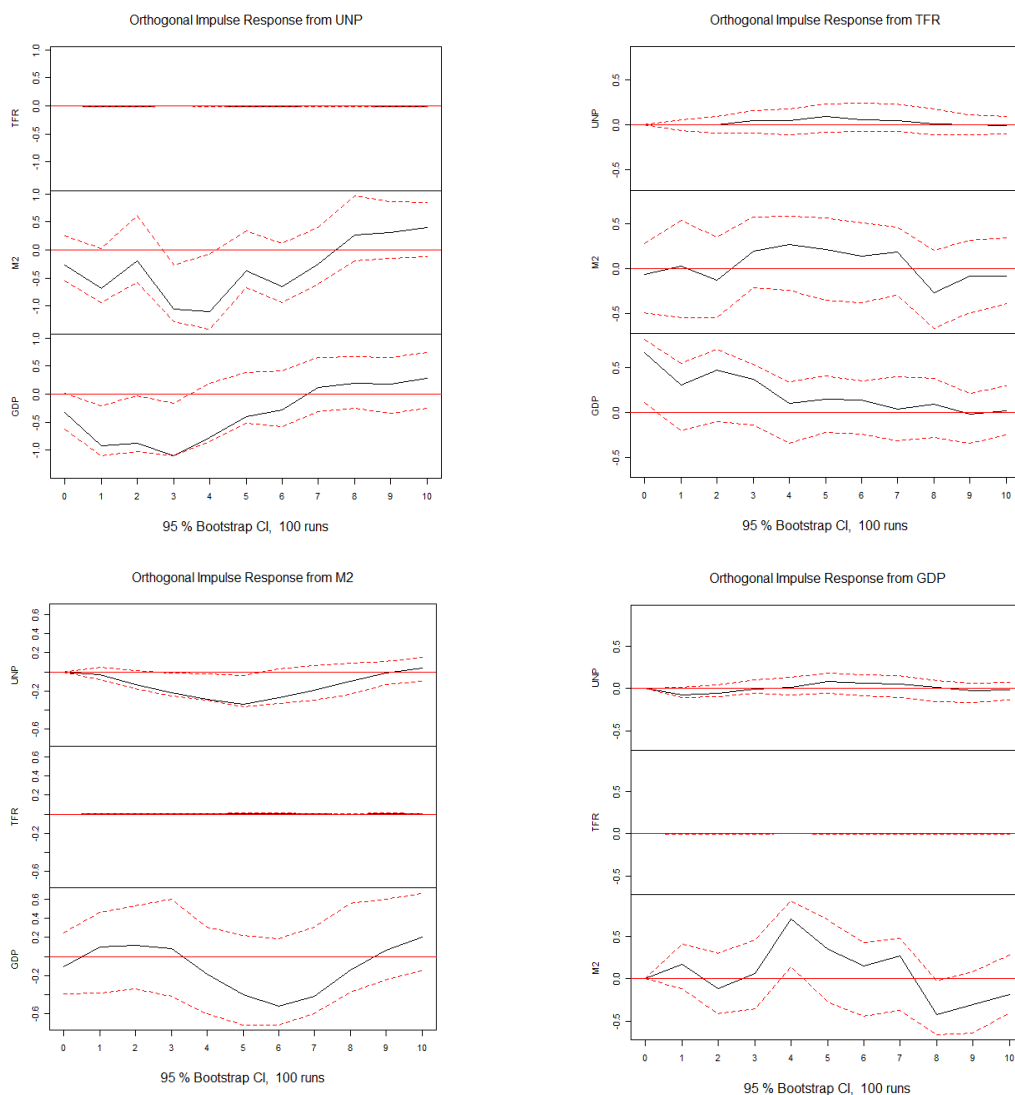 Orthogonal Impulse Response from UNP
TFR
1.0
0.5
0.0
-0.5
-1.0
M2
1.0
0.5
0.0
-0.5
-1.0
GDP
1.0
0.5
0.0
-0.5
-1.0
0 1 2 3 4 5 6 7 8 9 10
95 % Bootstrap CI, 100 runs
Orthogonal Impulse Response from TFR
UNP
0.5
0.0
-0.5
M2
0.5
0.0
-0.5
GDP
0.5
0.0
-0.5
0 1 2 3 4 5 6 7 8 9 10
95 % Bootstrap CI, 100 runs
Orthogonal Impulse Response from M2
UNP
0.6
0.4
0.2
-0.2
-0.6
TFR
0.6
0.4
0.2
-0.2
-0.6
GDP
0.6
0.4
0.2
-0.2
-0.6
0 1 2 3 4 5 6 7 8 9 10
95 % Bootstrap CI, 100 runs
Orthogonal Impulse Response from GDP
UNP
0.5
0.0
-0.5
TFR
0.5
0.0
-0.5
M2
0.5
0.0
-0.5
0 1 2 3 4 5 6 7 8 9 10
95 % Bootstrap CI, 100 runs